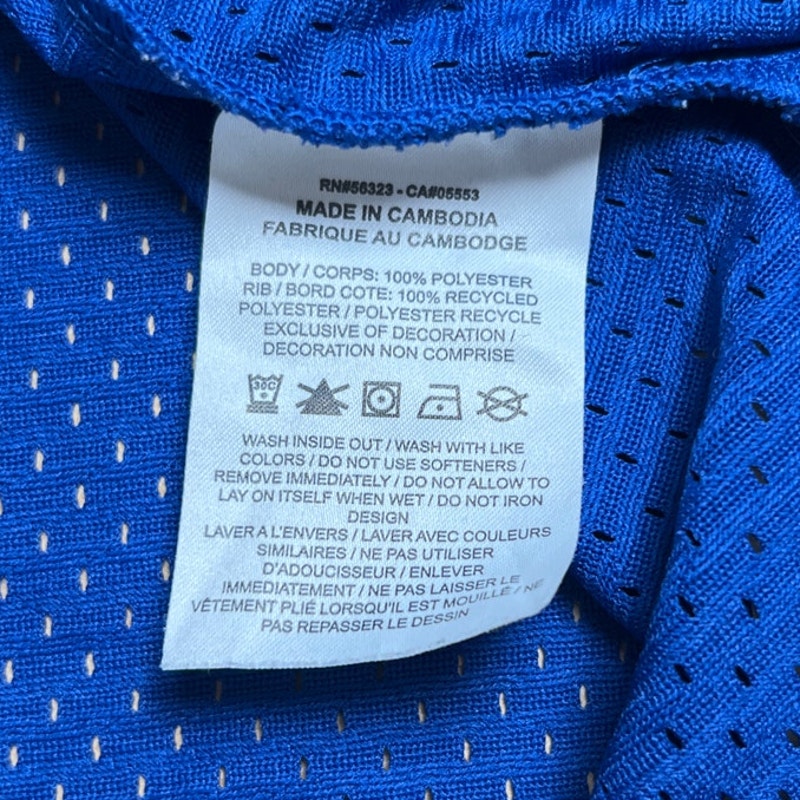 RN#56323 - CA#05553
MADE IN CAMBODIA
FABRIQUE AU CAMBODGE
BODY / CORPS: 100% POLYESTER
RIB / BORD COTE: 100% RECYCLED
POLYESTER / POLYESTER RECYCLE
EXCLUSIVE OF DECORATION /
DECORATION NON COMPRISE
30C
WASH INSIDE OUT / WASH WITH LIKE
COLORS / DO NOT USE SOFTENERS /
REMOVE IMMEDIATELY / DO NOT ALLOW TO
LAY ON ITSELF WHEN WET / DO NOT IRON
DESIGN
LAVER A L'ENVERS / LAVER AVEC COULEURS
SIMILAIRES / NE PAS UTILISER
D'ADOUCISSEUR / ENLEVER
IMMEDIATEMENT / NE PAS LAISSER LE
VÊTEMENT PLIÉ LORSQU'IL EST MOUILLÉ / NE
PAS REPASSER LE DESSIN